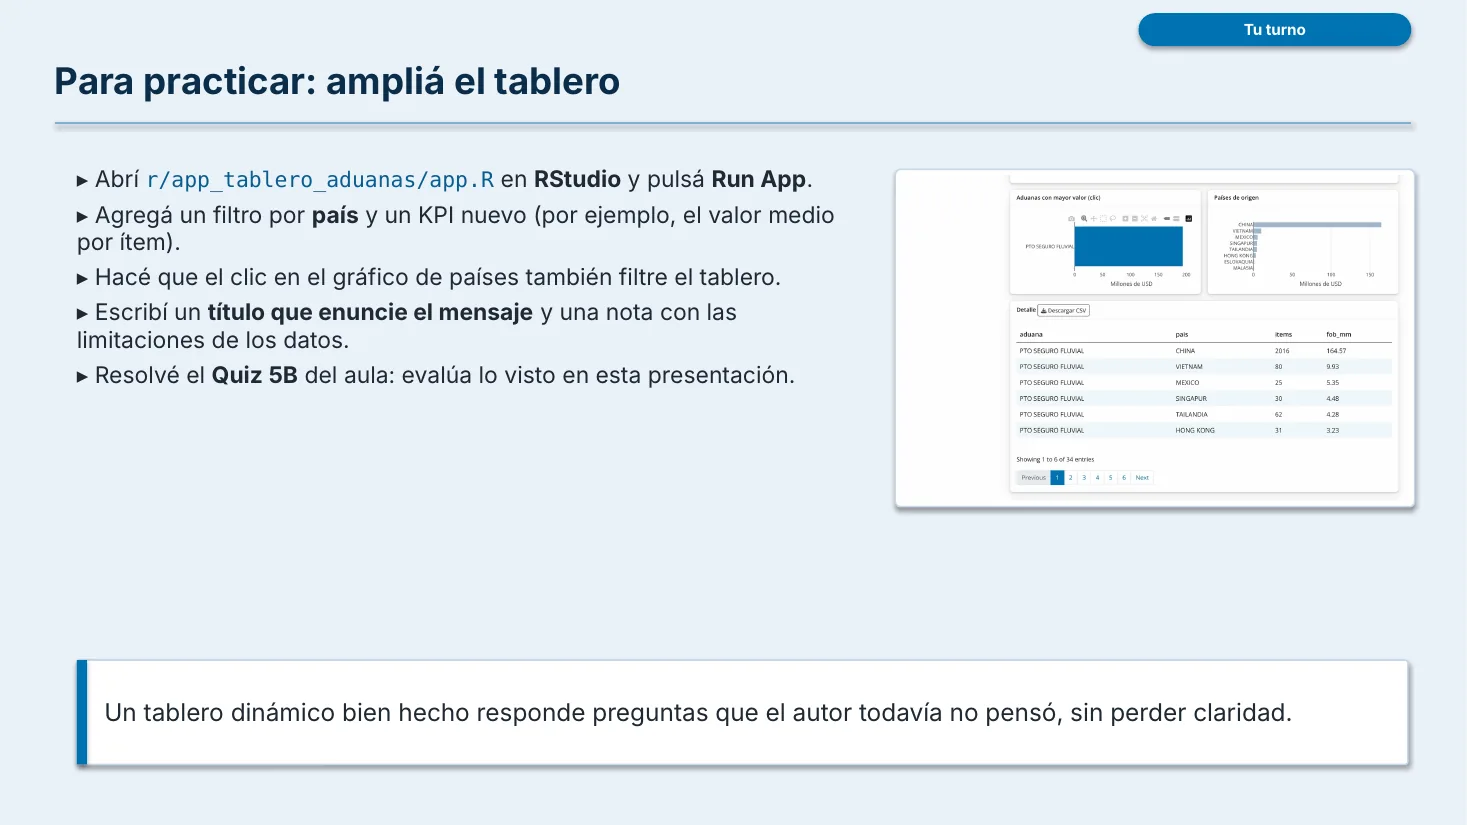 Tu turno
Para practicar: ampliá el tablero
▸ Abrí r/app_tablero_aduanas/app.R en RStudio y pulsá Run App.
▸ Agregá un filtro por país y un KPI nuevo (por ejemplo, el valor medio
por ítem).
▸ Hacé que el clic en el gráfico de países también filtre el tablero.
▸ Escribí un título que enuncie el mensaje y una nota con las
limitaciones de los datos.
▸ Resolvé el Quiz 5B del aula: evalúa lo visto en esta presentación.
Aduanas con mayor valor (clic)
PTO SEGURO FLUVIAL
0 50 100 150 200
Millones de USD
Países de origen
CHINA
VIETNAM
MEXICO
SINGAPUR
TAILANDIA
HONG KONG
ESLOVAQUIA
MALASIA
0 50 100 150
Millones de USD
Detalle Descargar CSV
aduana pais items fob_mm
PTO SEGURO FLUVIAL CHINA 2016 164.57
PTO SEGURO FLUVIAL VIETNAM 80 9.93
PTO SEGURO FLUVIAL MEXICO 25 5.35
PTO SEGURO FLUVIAL SINGAPUR 30 4.48
PTO SEGURO FLUVIAL TAILANDIA 62 4.28
PTO SEGURO FLUVIAL HONG KONG 31 3.23
Showing 1 to 6 of 34 entries
Previous 1 2 3 4 5 6 Next
Un tablero dinámico bien hecho responde preguntas que el autor todavía no pensó, sin perder claridad.